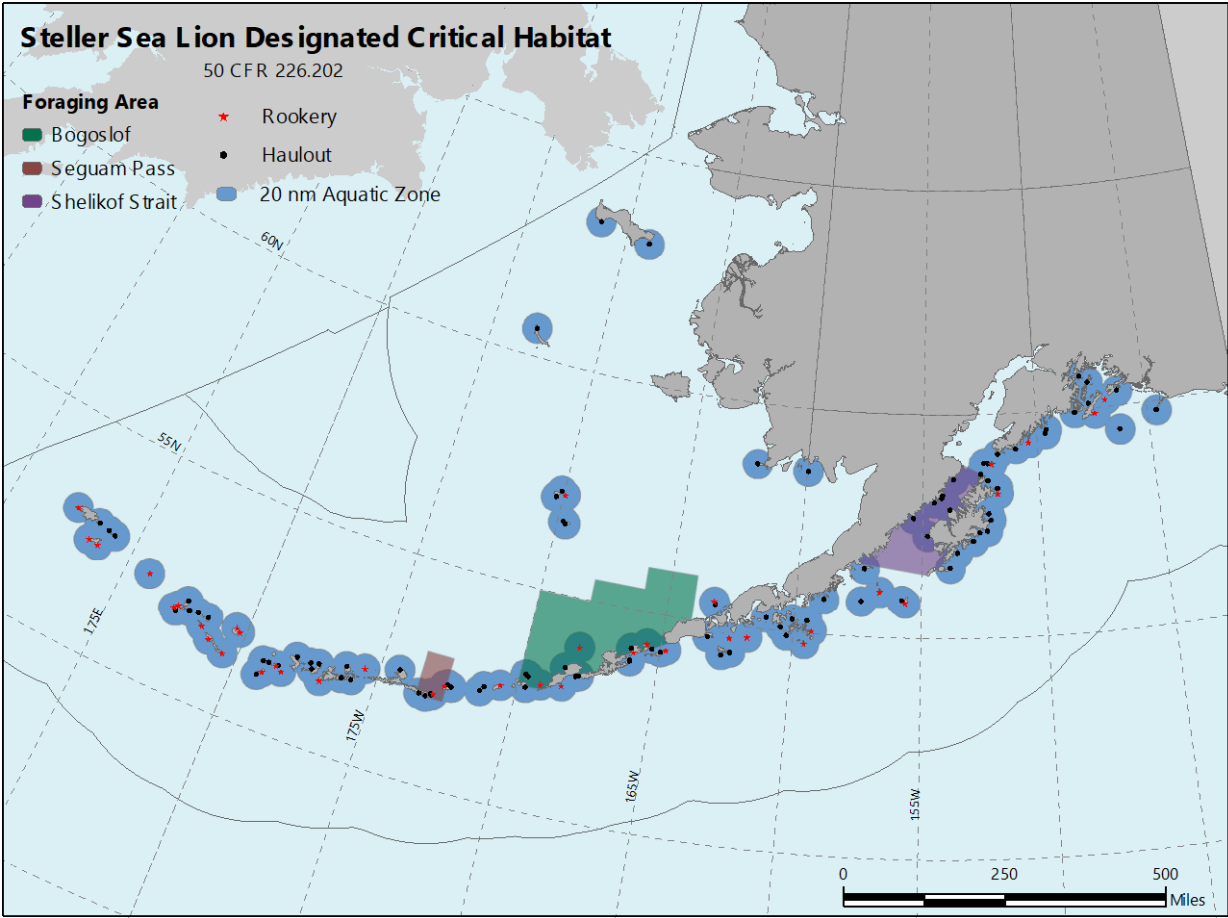 Steller Sea Lion Designated Critical Habitat
50 CFR 226.202
Foraging Area
Bogoslof
Seguam Pass
Shelikof Strait
Rookery
Haulout
20 nm Aquatic Zone
60N
55N
175E
175W
165W
155W
0 250 500
Miles